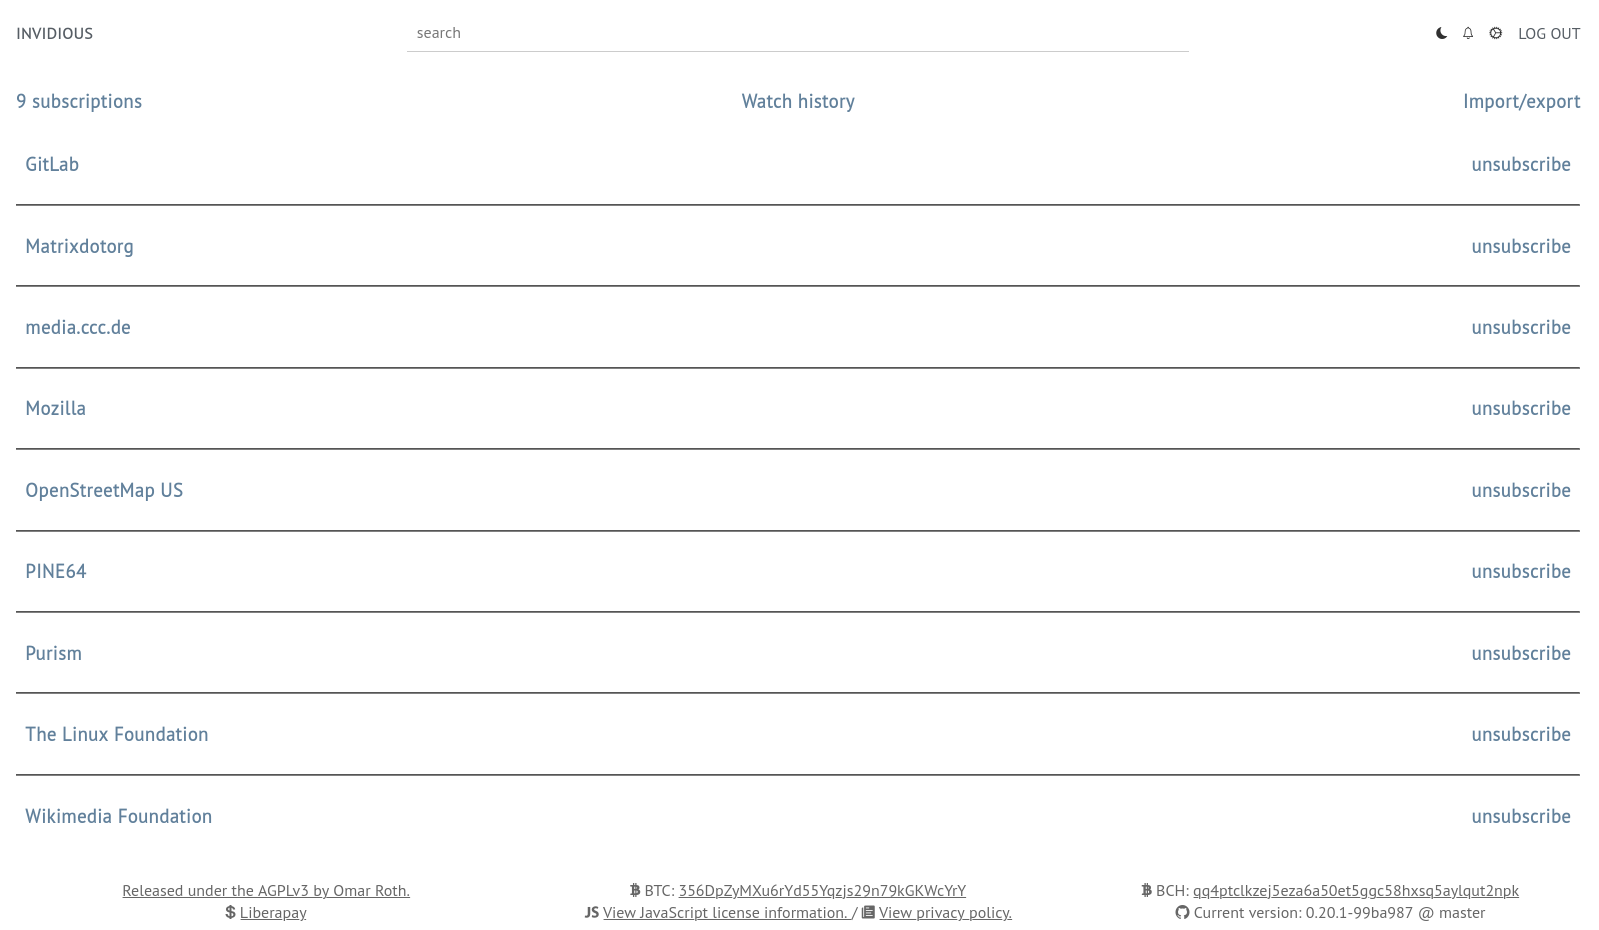 INVIDIOUS search LOG OUT
9 subscriptions Watch history Import/export
GitLab unsubscribe
Matrixdotorg unsubscribe
media.ccc.de unsubscribe
Mozilla unsubscribe
OpenStreetMap US unsubscribe
PINE64 unsubscribe
Purism unsubscribe
The Linux Foundation unsubscribe
Wikimedia Foundation unsubscribe
Released under the AGPLv3 by Omar Roth. BTC: 356DpZyMXu6rYd55Yqzjs29n79kGKWcYrY BCH: qq4ptclkzej5eza6a50et5ggc58hxsq5aylqut2npk
$ Liberapay JS View JavaScript license information. / View privacy policy. Current version: 0.20.1-99ba987 @ master